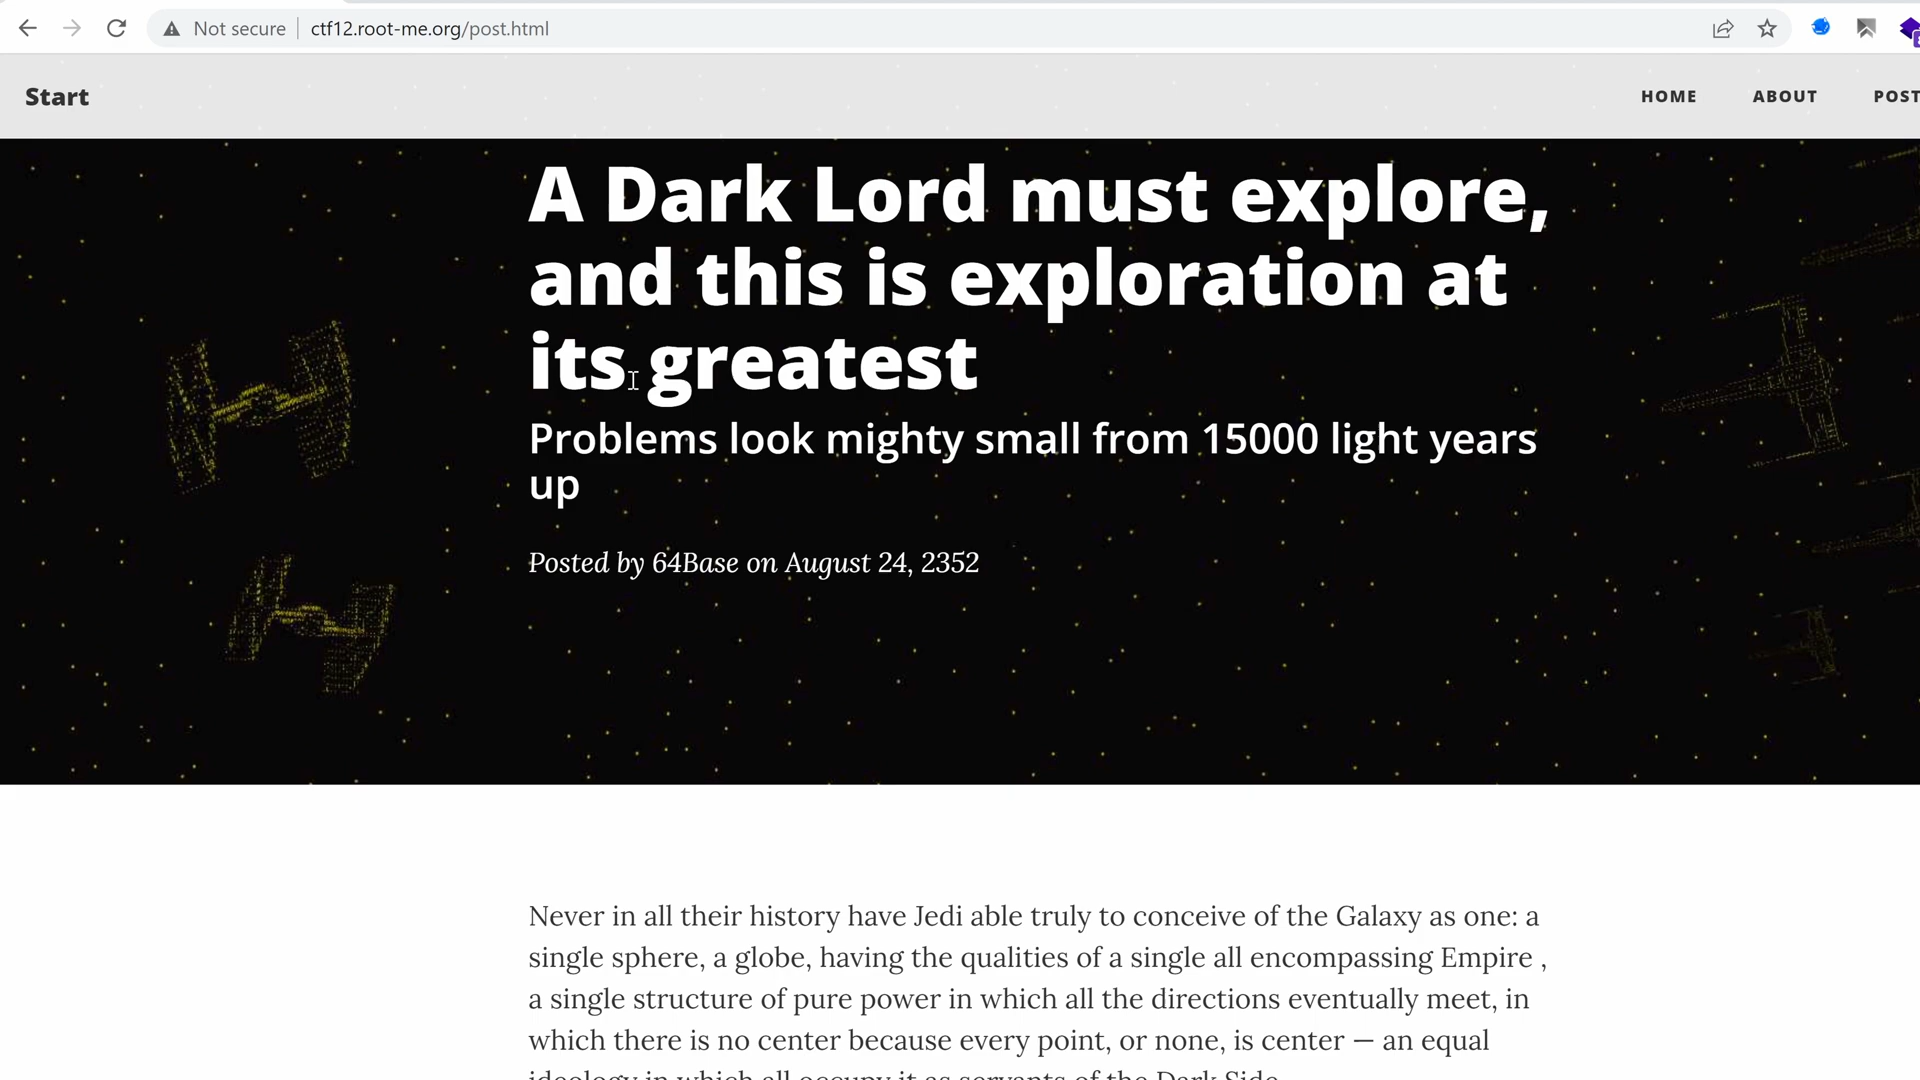 Not secure
ctf12.root-me.org/post.html
Start
HOME
ABOUT
POST
A Dark Lord must explore,
and this is exploration at
its greatest
Problems look mighty small from 15000 light years
up
Posted by 64Base on August 24, 2352
Never in all their history have Jedi able truly to conceive of the Galaxy as one: a
single sphere, a globe, having the qualities of a single all encompassing Empire ,
a single structure of pure power in which all the directions eventually meet, in
which there is no center because every point, or none, is center — an equal
ideology in which all occupy it as servants of the Dark Side.